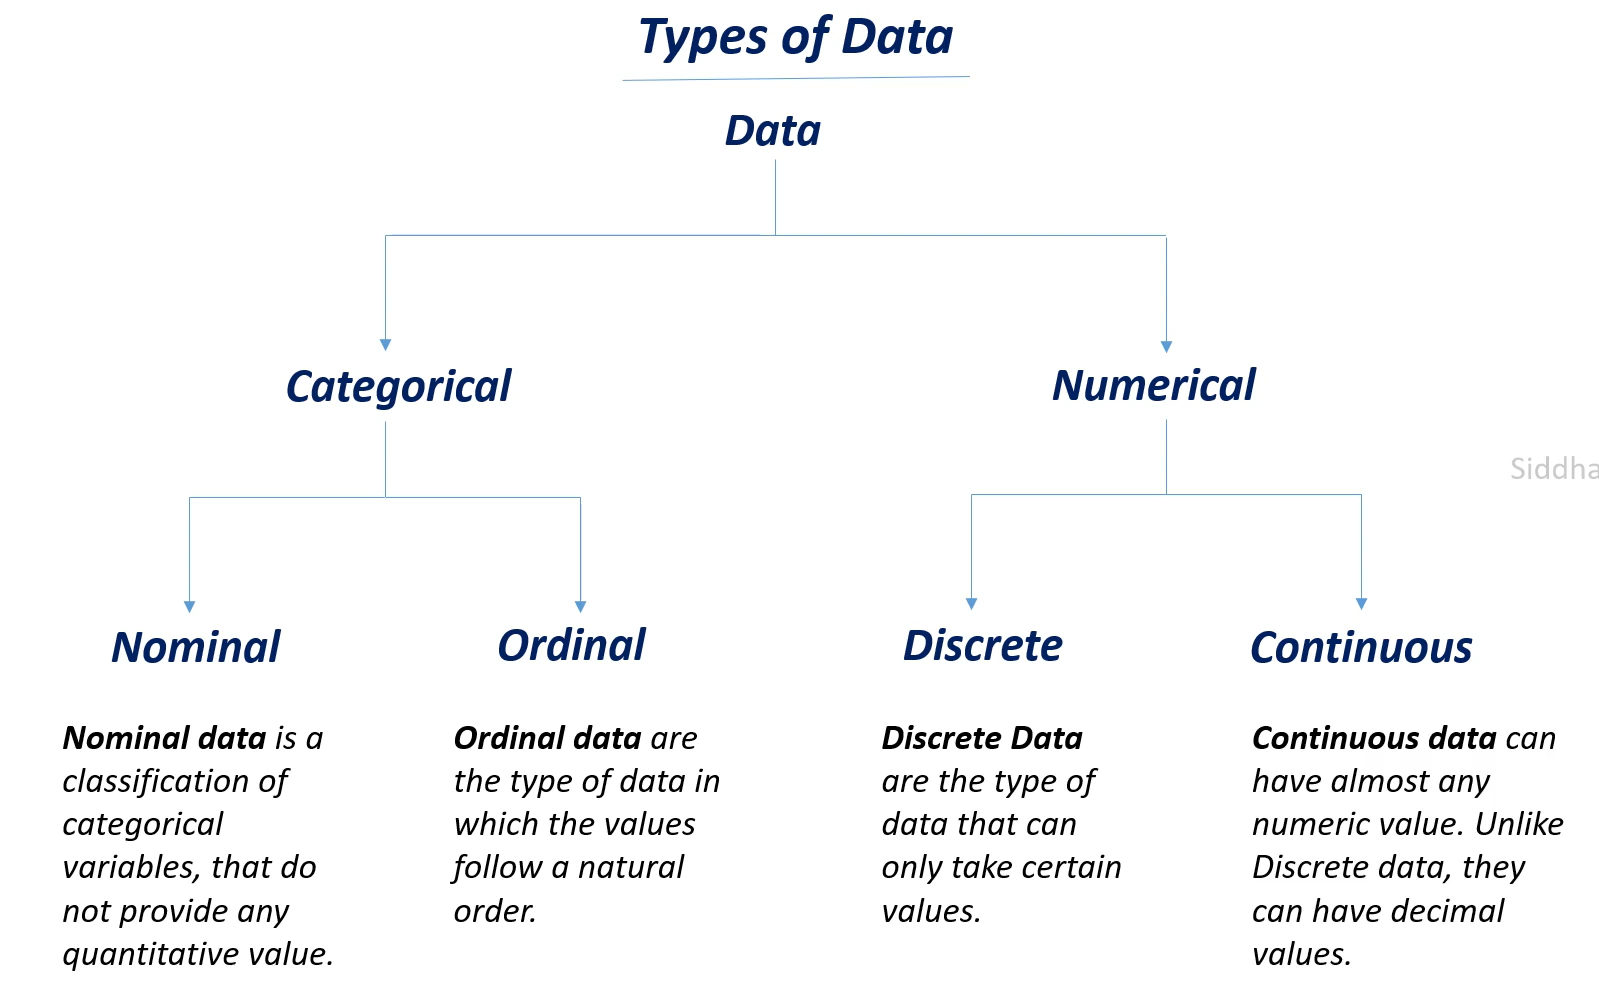 Types of Data
Data
Categorical
Numerical
Nominal
Ordinal
Discrete
Continuous
Nominal data is a
classification of
categorical
variables, that do
not provide any
quantitative value.
Ordinal data are
the type of data in
which the values
follow a natural
order.
Discrete Data
are the type of
data that can
only take certain
values.
Continuous data can
have almost any
numeric value. Unlike
Discrete data, they
can have decimal
values.